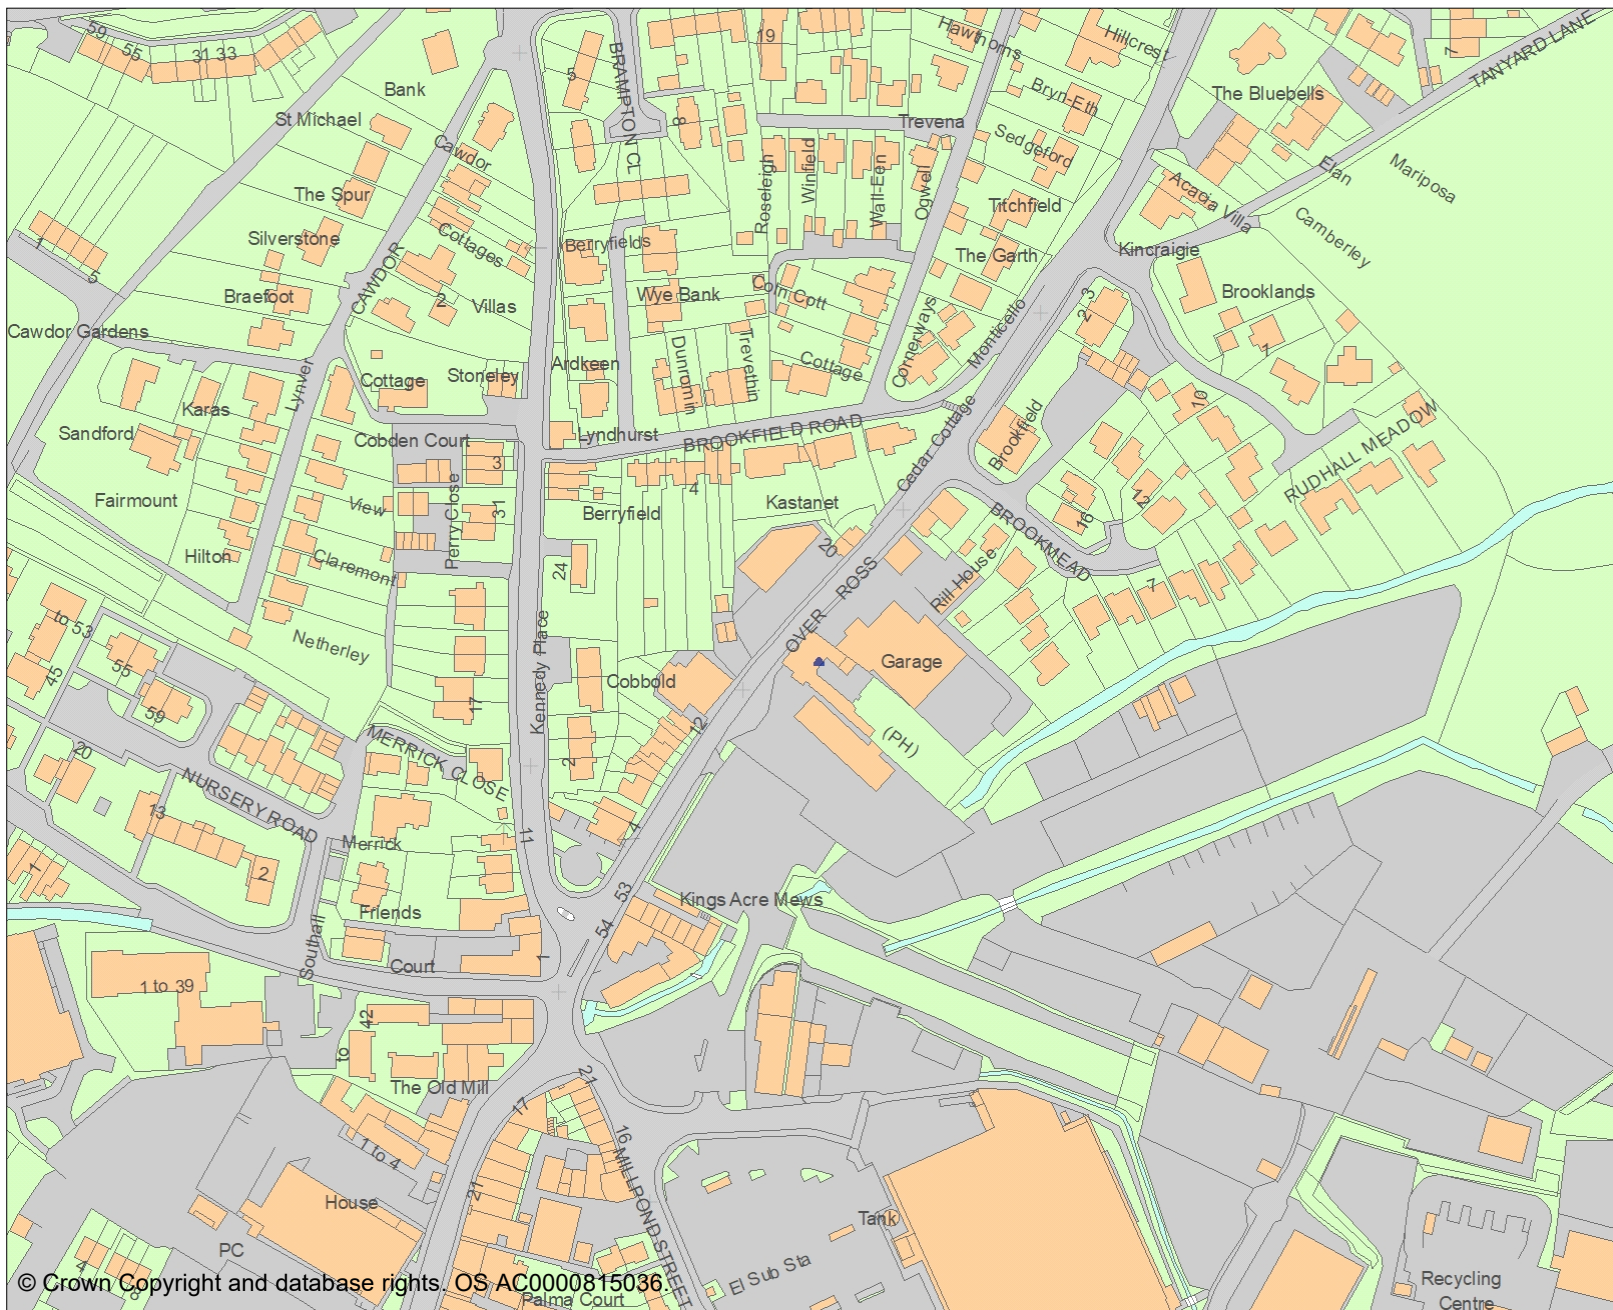 59
55
31 33
BRAMPTON CL
5
8
19
Hawthorns
Hillcrest
7
TANYARD LANE
Bank
St Michael
Cawdor
Cottages
The Spur
Silverstone
Braefoot
Cawdor Gardens
1
5
CAWDOR
2
Villas
Berryfields
Wye Bank
Roseleigh
Winfield
Wall-Een
Ogwell
Trevena
Bryn-Eth
Sedgeford
Titchfield
The Garth
The Bluebells
Elan
Mariposa
Acacia Villa
Camberley
Kincraigie
Brooklands
Coln Cott
Cottage
Cornerways
Monticello
2 3
1
Ardkeen
Dunromin
Trevethin
Stoneley
Cottage
Lynver
Karas
Sandford
Fairmount
Hilton
Cobden Court
3
Lyndhurst
BROOKFIELD ROAD
Cedar Cottage
Brookfield
10
12
16
RUDHALL MEADOW
View
Claremont
Netherley
Perry Close
31
4
Berryfield
Kastanet
20
24
BROOKMEAD
7
Rill House
OVER ROSS
Garage
(PH)
Kennedy Place
Cobbold
12
17
2
4
to 53
45
55
59
20
NURSERY ROAD
13
2
1
MERRICK CLOSE
Merrick
11
Friends
Court
Southall
1
53
54
Kings Acre Mews
1 to 39
42
to
The Old Mill
1 to 4
House
PC
4
17
21
21
16
MILLPOND STREET
Palma Court
El Sub Sta
Tank
Recycling
Centre
© Crown Copyright and database rights. OS AC0000815036.